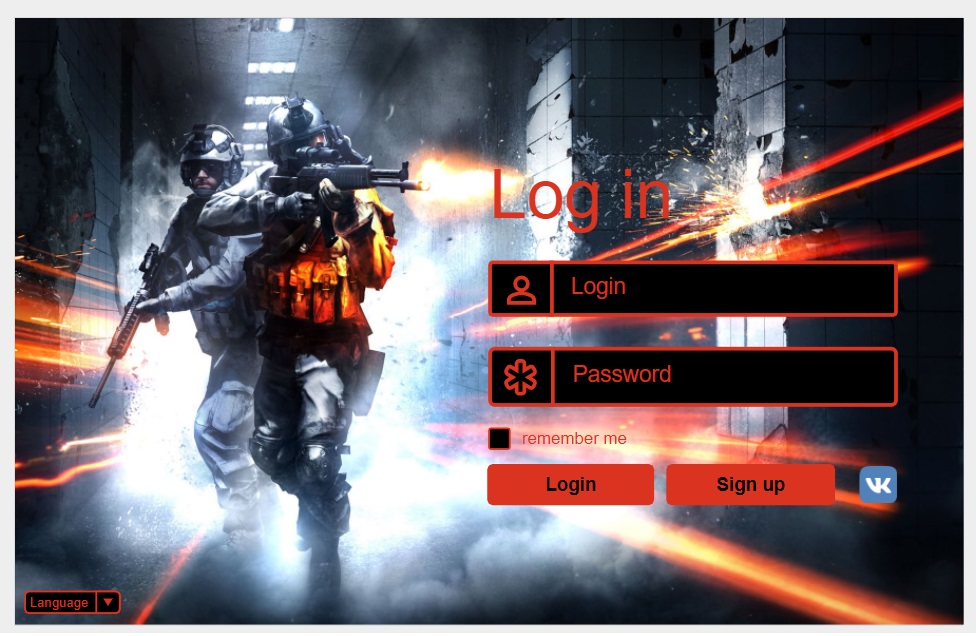 Log in
Login
Password
remember me
Login
Sign up
Language